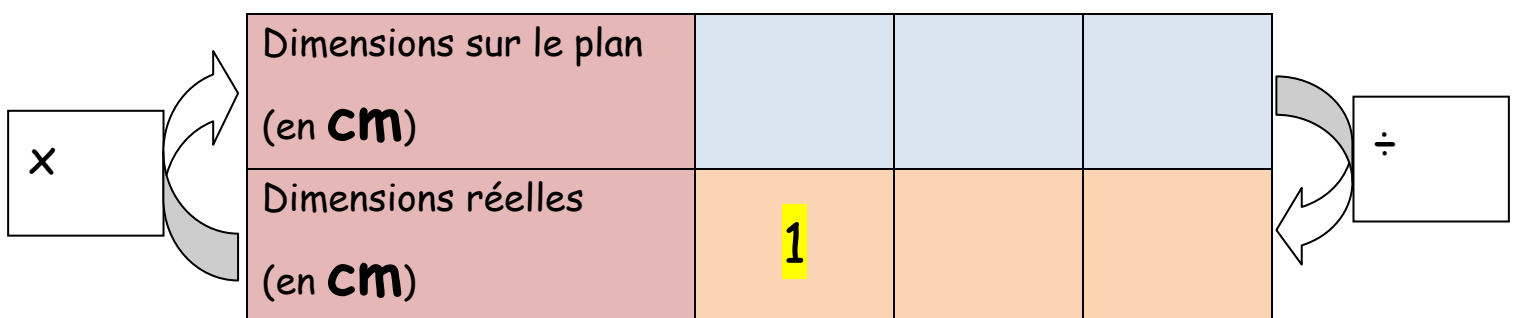 Dimensions sur le plan
(en cm)
x
÷
Dimensions réelles
(en cm)
1